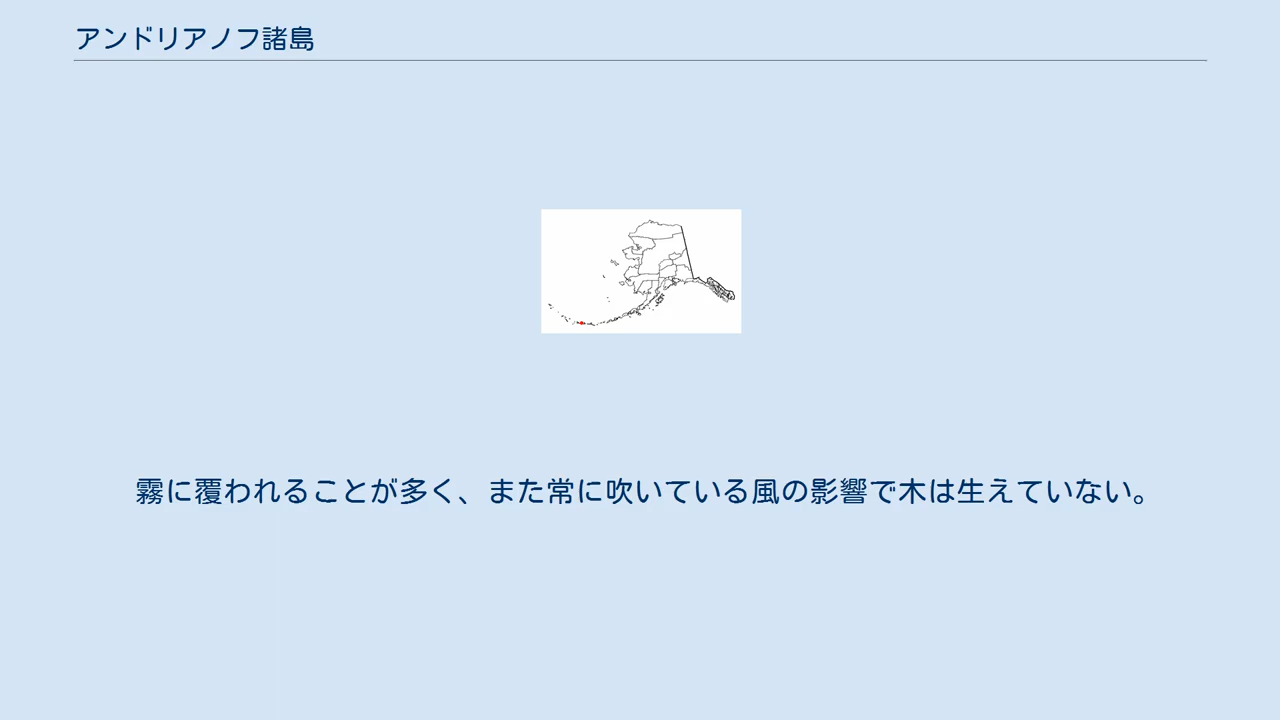 アンドリアノフ諸島
霧に覆われることが多く、また常に吹いている風の影響で木は生えていない。